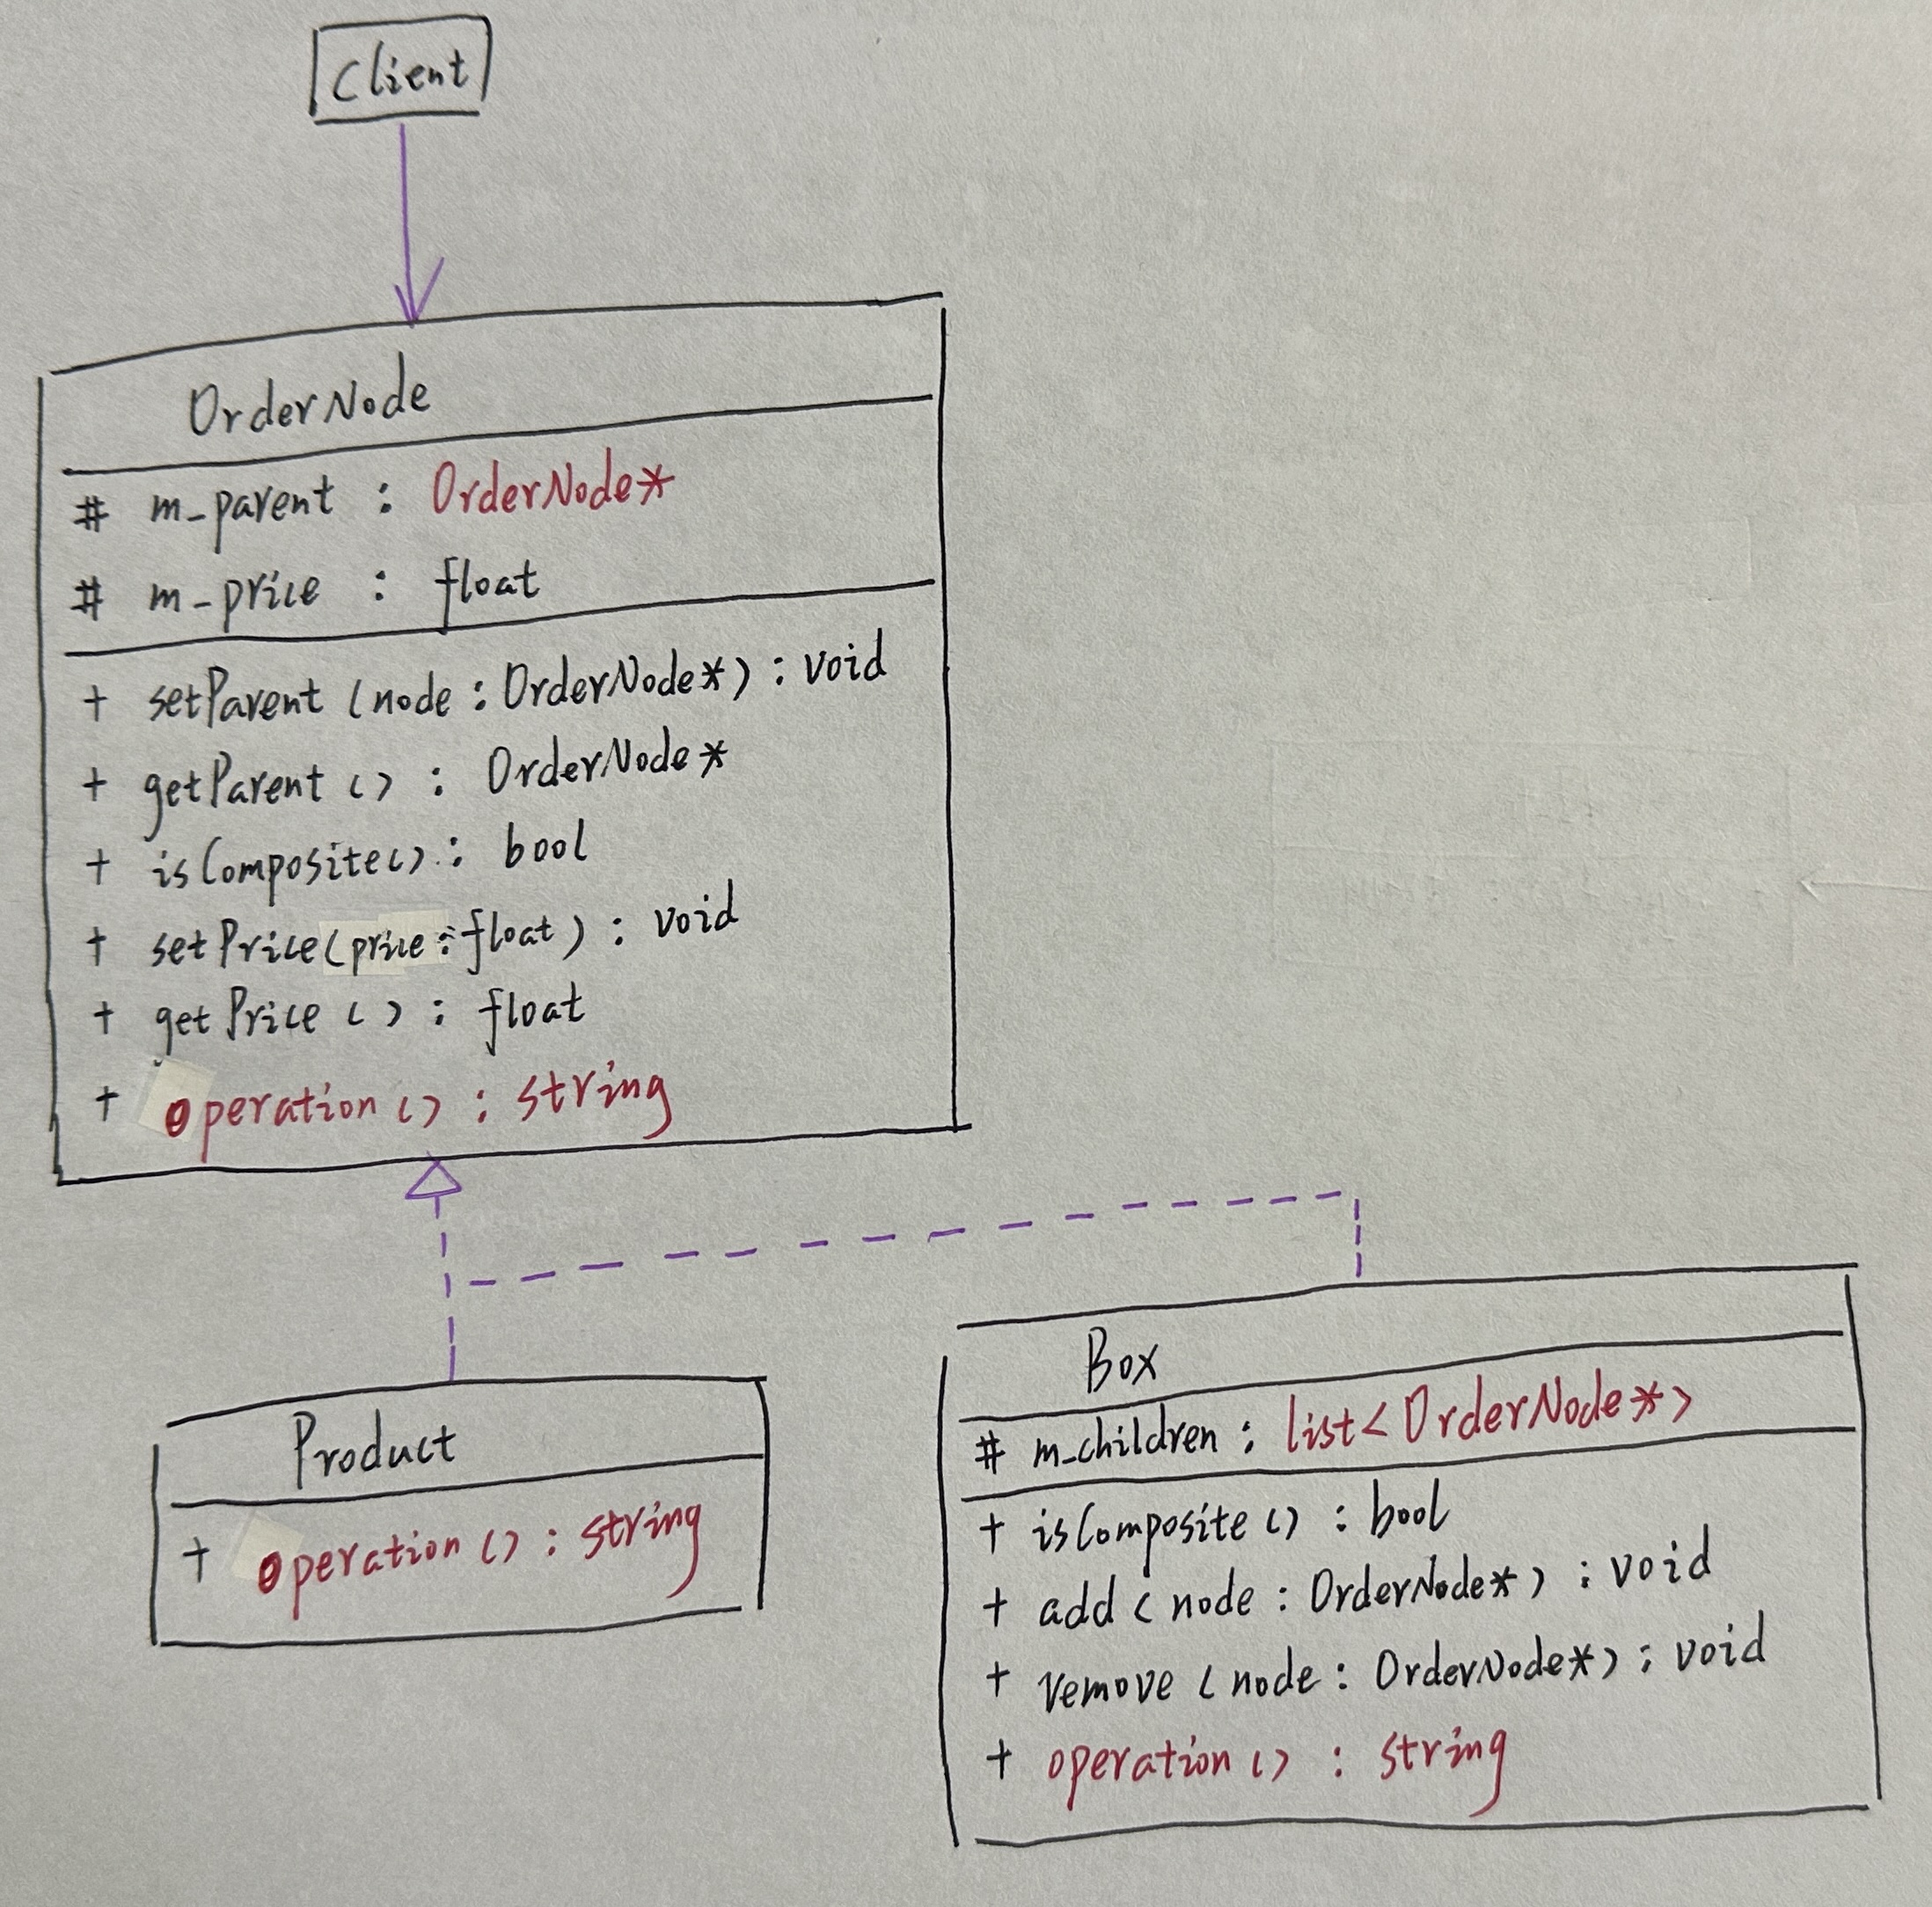 Client
OrderNode
# m_parent : OrderNode*
# m_price : float
+ setParent (node : OrderNode*) : void
+ getParent () : OrderNode*
+ isComposite() : bool
+ setPrice(price : float) : void
+ getPrice () : float
+ operation () : string
Product
+ operation () : string
Box
# m_children : list<OrderNode*>
+ isComposite () : bool
+ add (node : OrderNode*) : void
+ remove (node : OrderNode*) : void
+ operation () : string